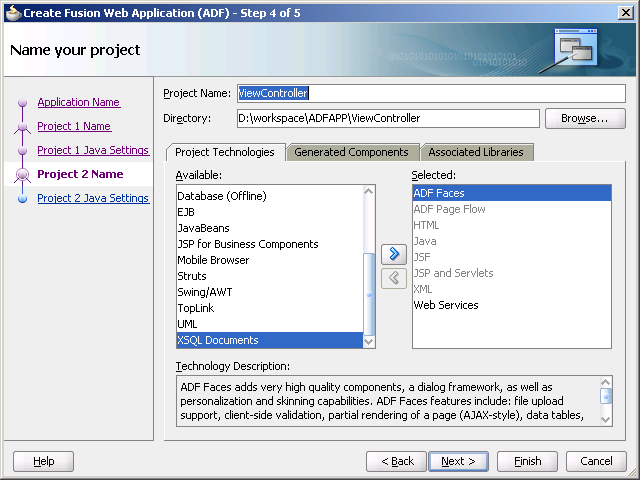 Create Fusion Web Application (ADF) - Step 4 of 5
Name your project
Application Name
Project 1 Name
Project 1 Java Settings
Project 2 Name
Project 2 Java Settings
Project Name: ViewController
Directory: D:\workspace\ADFAPP\ViewController Browse...
Project Technologies Generated Components Associated Libraries
Available:
Database (Offline)
EJB
JavaBeans
JSP for Business Components
Mobile Browser
Struts
Swing/AWT
TopLink
UML
XSQL Documents
Selected:
ADF Faces
ADF Page Flow
HTML
Java
JSF
JSP and Servlets
XML
Web Services
Technology Description:
ADF Faces adds very high quality components, a dialog framework, as well as
personalization and skinning capabilities. ADF Faces features include: file upload
support, client-side validation, partial rendering of a page (AJAX-style), data tables,
Help < Back Next > Finish Cancel